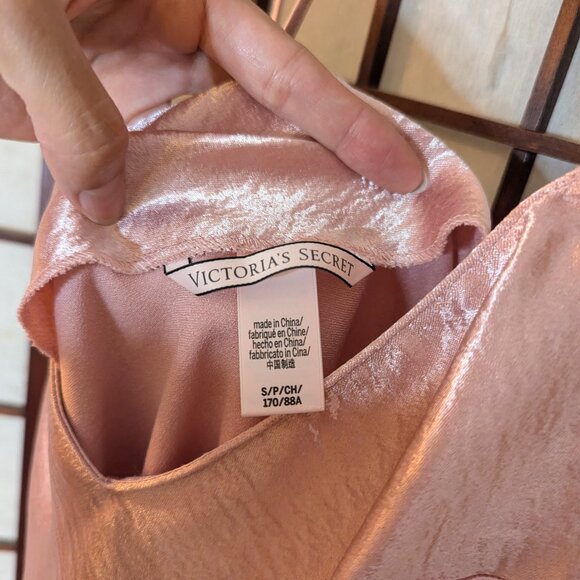 VICTORIA'S SECRET
made in China/
fabriqué en Chine/
hecho en China/
fabbricato in Cina/
中国制造
S/P/CH/
170/88A